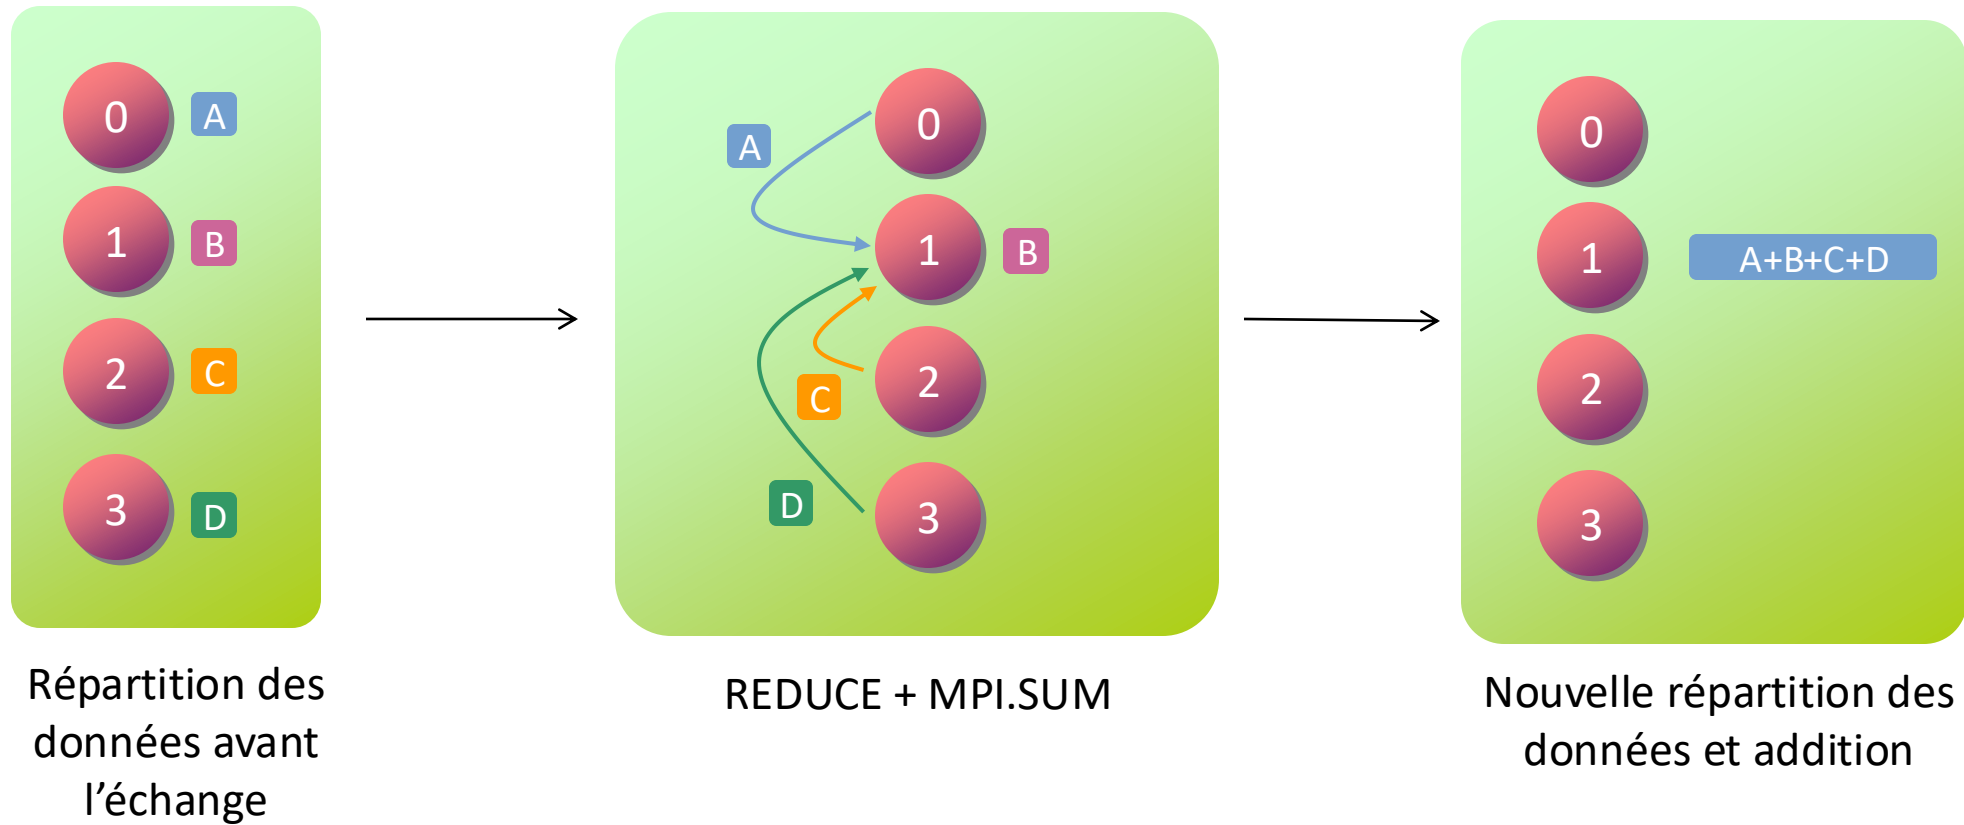 0 A
1 B
2 C
3 D
Répartition des
données avant
l’échange
0
A
1 B
2
C
D
3
REDUCE + MPI.SUM
0
1 A+B+C+D
2
3
Nouvelle répartition des
données et addition